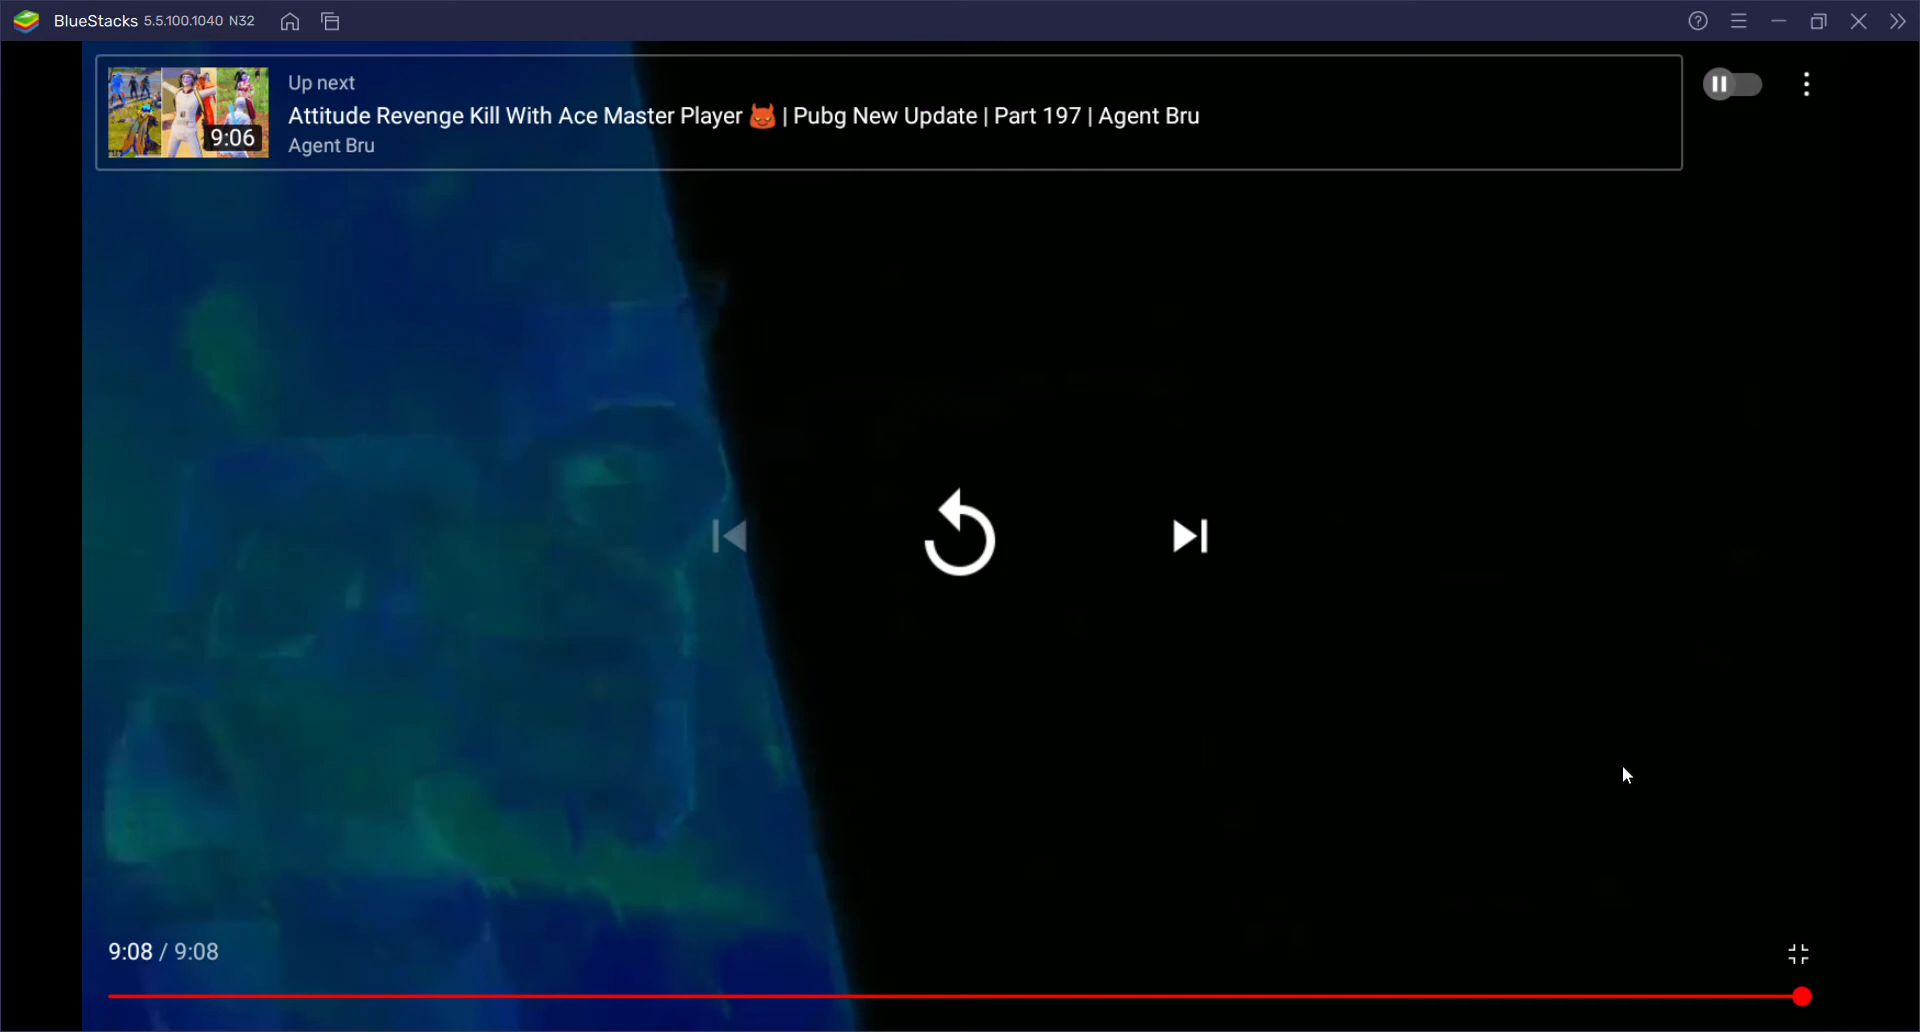 BlueStacks 5.5.100.1040 N32
Up next
Attitude Revenge Kill With Ace Master Player 👿 | Pubg New Update | Part 197 | Agent Bru
9:06
Agent Bru
9:08 / 9:08